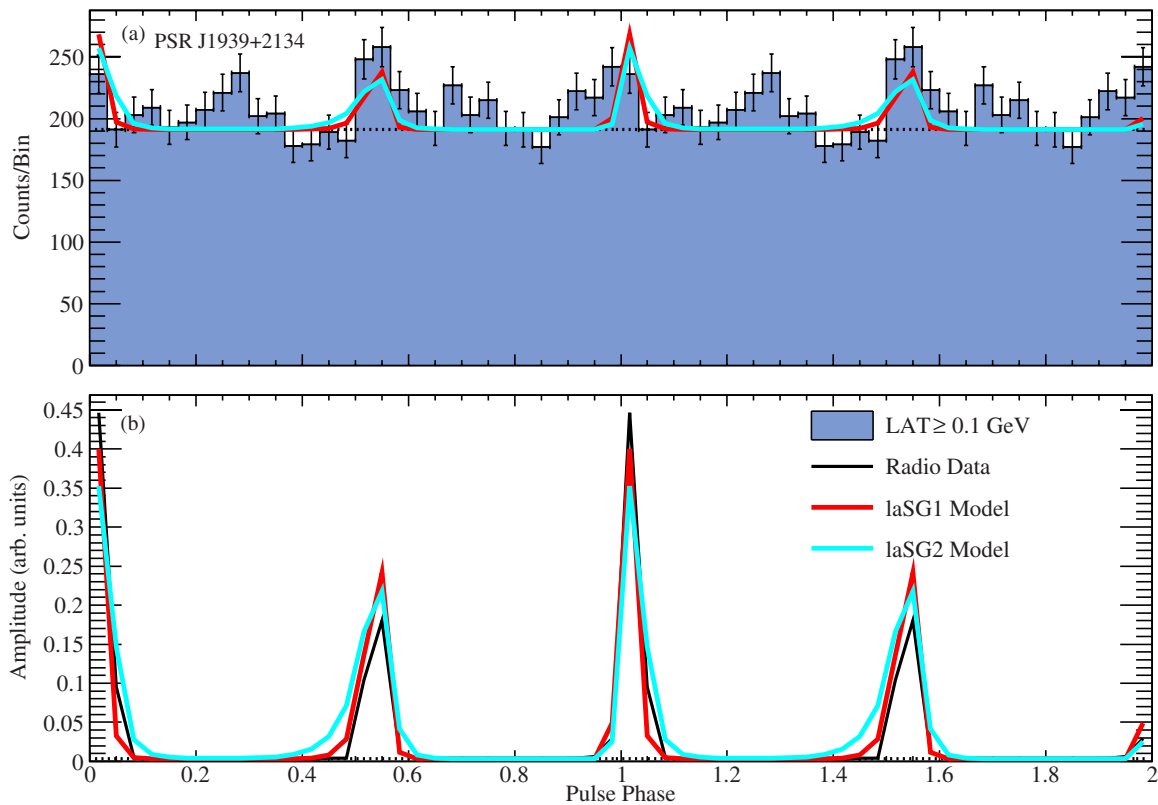 (a) PSR J1939+2134
Counts/Bin
250
200
150
100
50
0
(b)
Amplitude (arb. units)
0.45
0.4
0.35
0.3
0.25
0.2
0.15
0.1
0.05
0
LAT ≥ 0.1 GeV
Radio Data
laSG1 Model
laSG2 Model
0 0.2 0.4 0.6 0.8 1 1.2 1.4 1.6 1.8 2
Pulse Phase